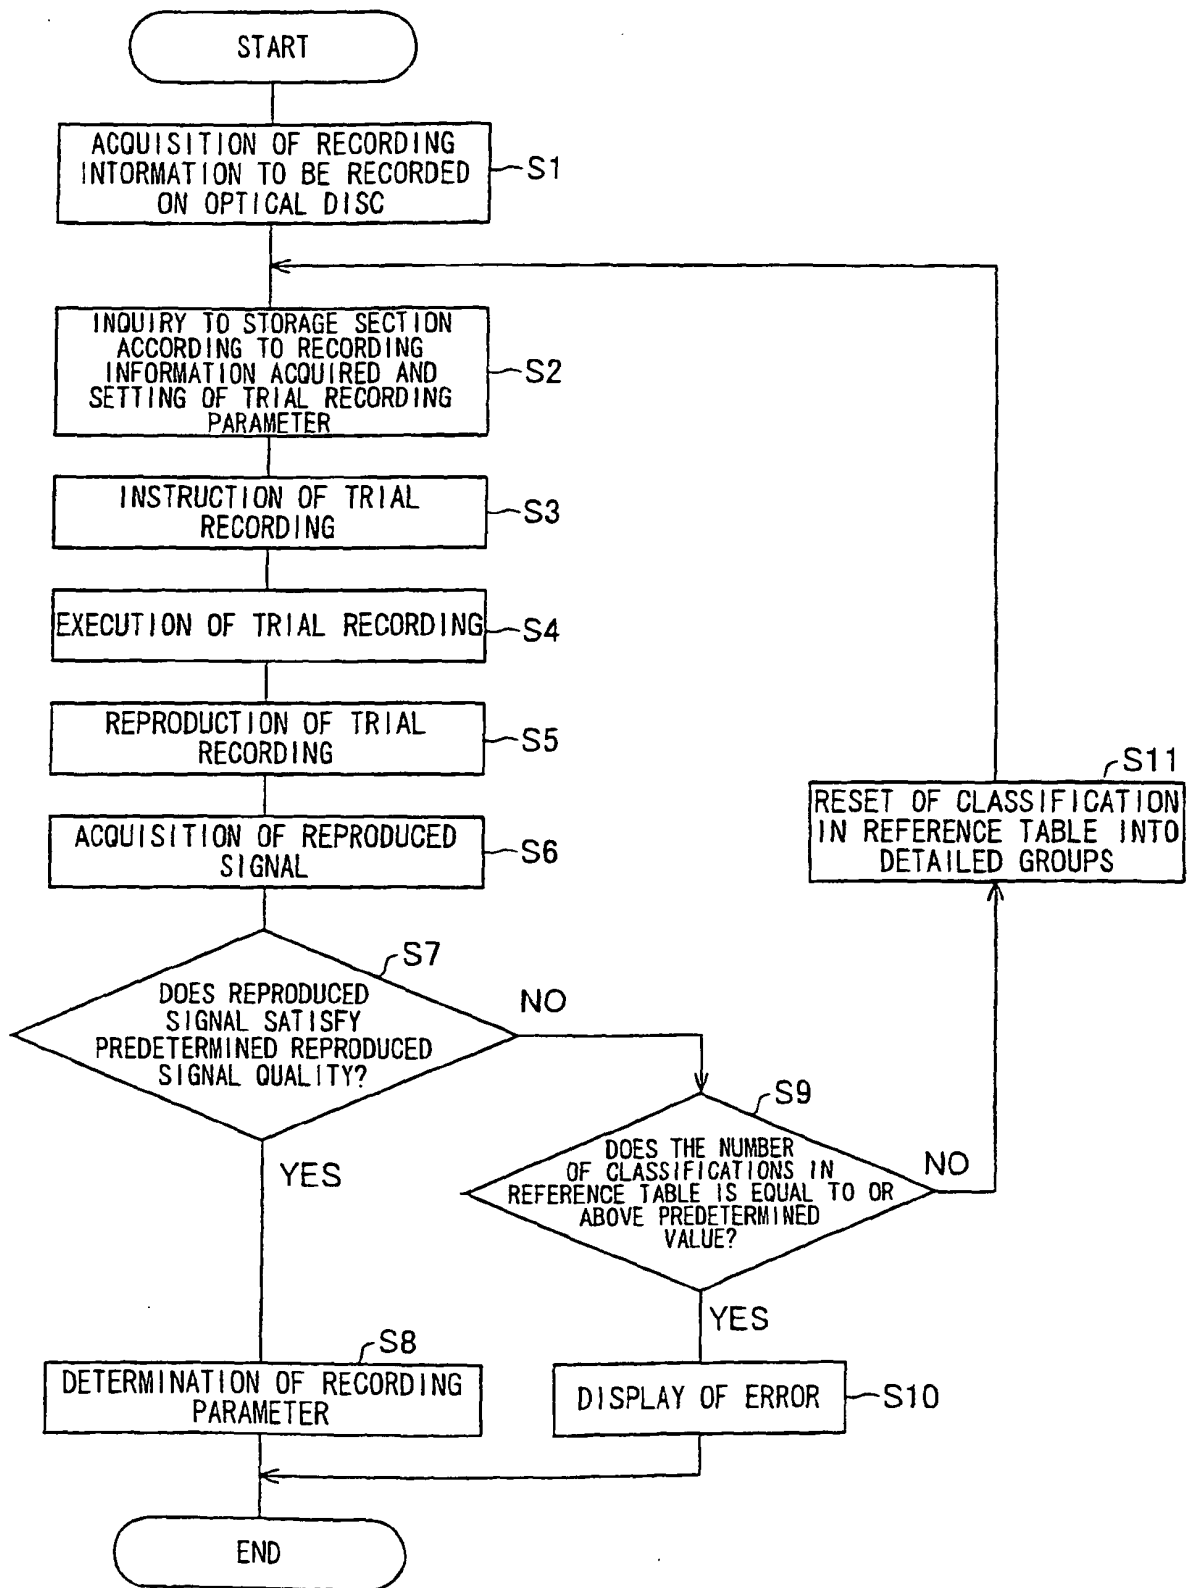 START
ACQUISITION OF RECORDING
INTORMATION TO BE RECORDED
ON OPTICAL DISC
S1
INQUIRY TO STORAGE SECTION
ACCORDING TO RECORDING
INFORMATION ACQUIRED AND
SETTING OF TRIAL RECORDING
PARAMETER
S2
INSTRUCTION OF TRIAL
RECORDING
S3
EXECUTION OF TRIAL RECORDING
S4
REPRODUCTION OF TRIAL
RECORDING
S5
ACQUISITION OF REPRODUCED
SIGNAL
S6
S7
DOES REPRODUCED
SIGNAL SATISFY
PREDETERMINED REPRODUCED
SIGNAL QUALITY?
NO
YES
S8
DETERMINATION OF RECORDING
PARAMETER
S9
DOES THE NUMBER
OF CLASSIFICATIONS IN
REFERENCE TABLE IS EQUAL TO OR
ABOVE PREDETERMINED
VALUE?
NO
YES
DISPLAY OF ERROR
S10
S11
RESET OF CLASSIFICATION
IN REFERENCE TABLE INTO
DETAILED GROUPS
END